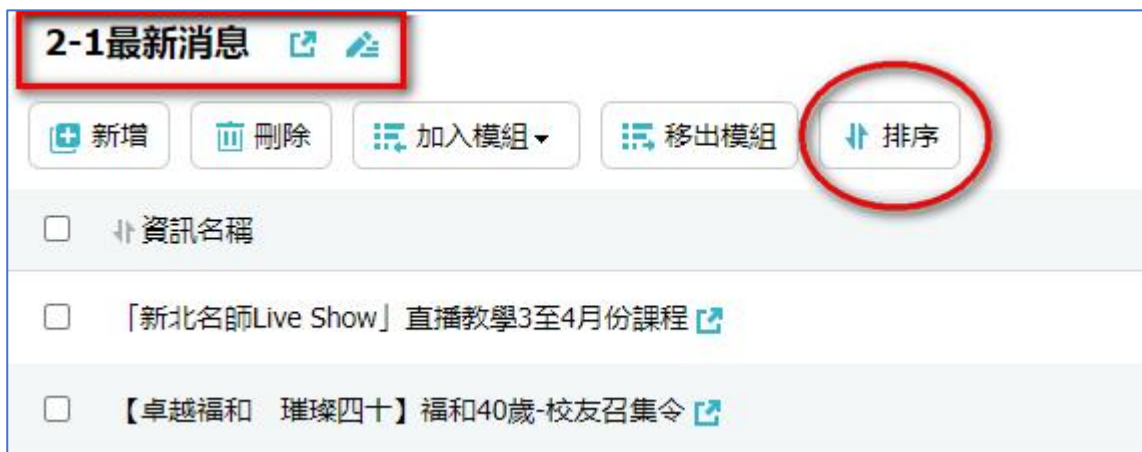 2-1最新消息
新增 刪除 加入模組 移出模組 排序
資訊名稱
「新北名師Live Show」直播教學3至4月份課程
【卓越福和　璀璨四十】福和40歲-校友召集令